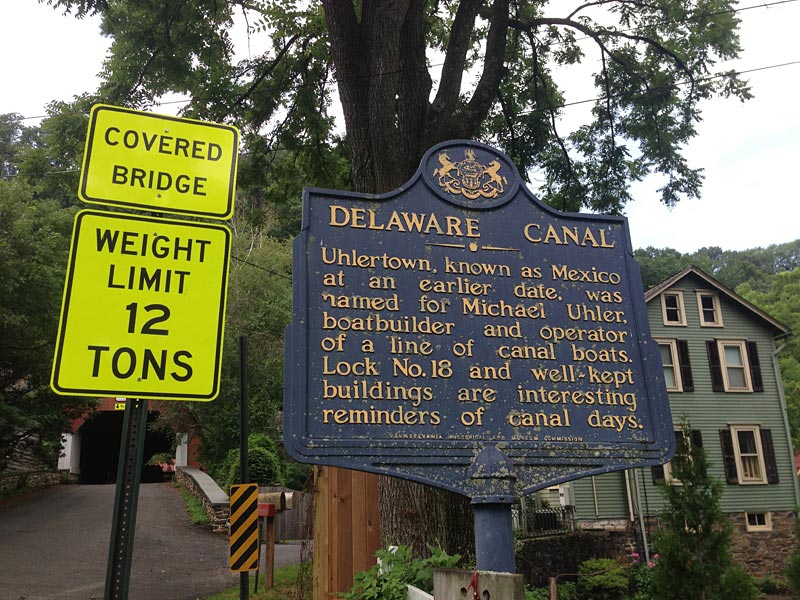 COVERED
BRIDGE
WEIGHT
LIMIT
12
TONS
DELAWARE CANAL
Uhlertown, known as Mexico
at an earlier date, was
named for Michael Uhler,
boatbuilder and operator
of a line of canal boats.
Lock No. 18 and well-kept
buildings are interesting
reminders of canal days.
PENNSYLVANIA HISTORICAL AND MUSEUM COMMISSION